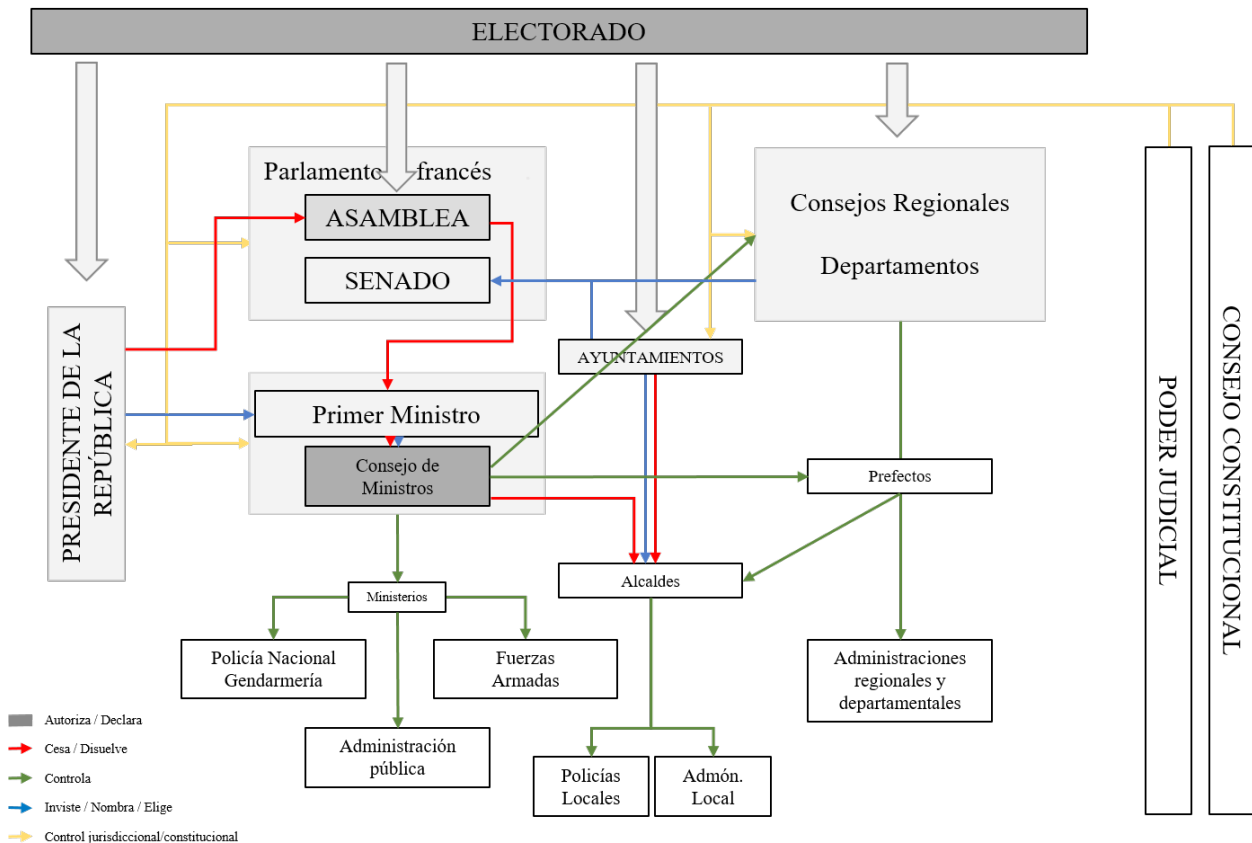 ELECTORADO
Parlamento francés
ASAMBLEA
SENADO
Consejos Regionales
Departamentos
PRESIDENTE DE LA
REPÚBLICA
AYUNTAMIENTOS
Primer Ministro
Consejo de
Ministros
Prefectos
PODER JUDICIAL
CONSEJO CONSTITUCIONAL
Alcaldes
Ministerios
Policía Nacional
Gendarmería
Fuerzas
Armadas
Administraciones
regionales y
departamentales
Administración
pública
Policías
Locales
Admón.
Local
Autoriza / Declara
Cesa / Disuelve
Controla
Inviste / Nombra / Elige
Control jurisdiccional/constitucional